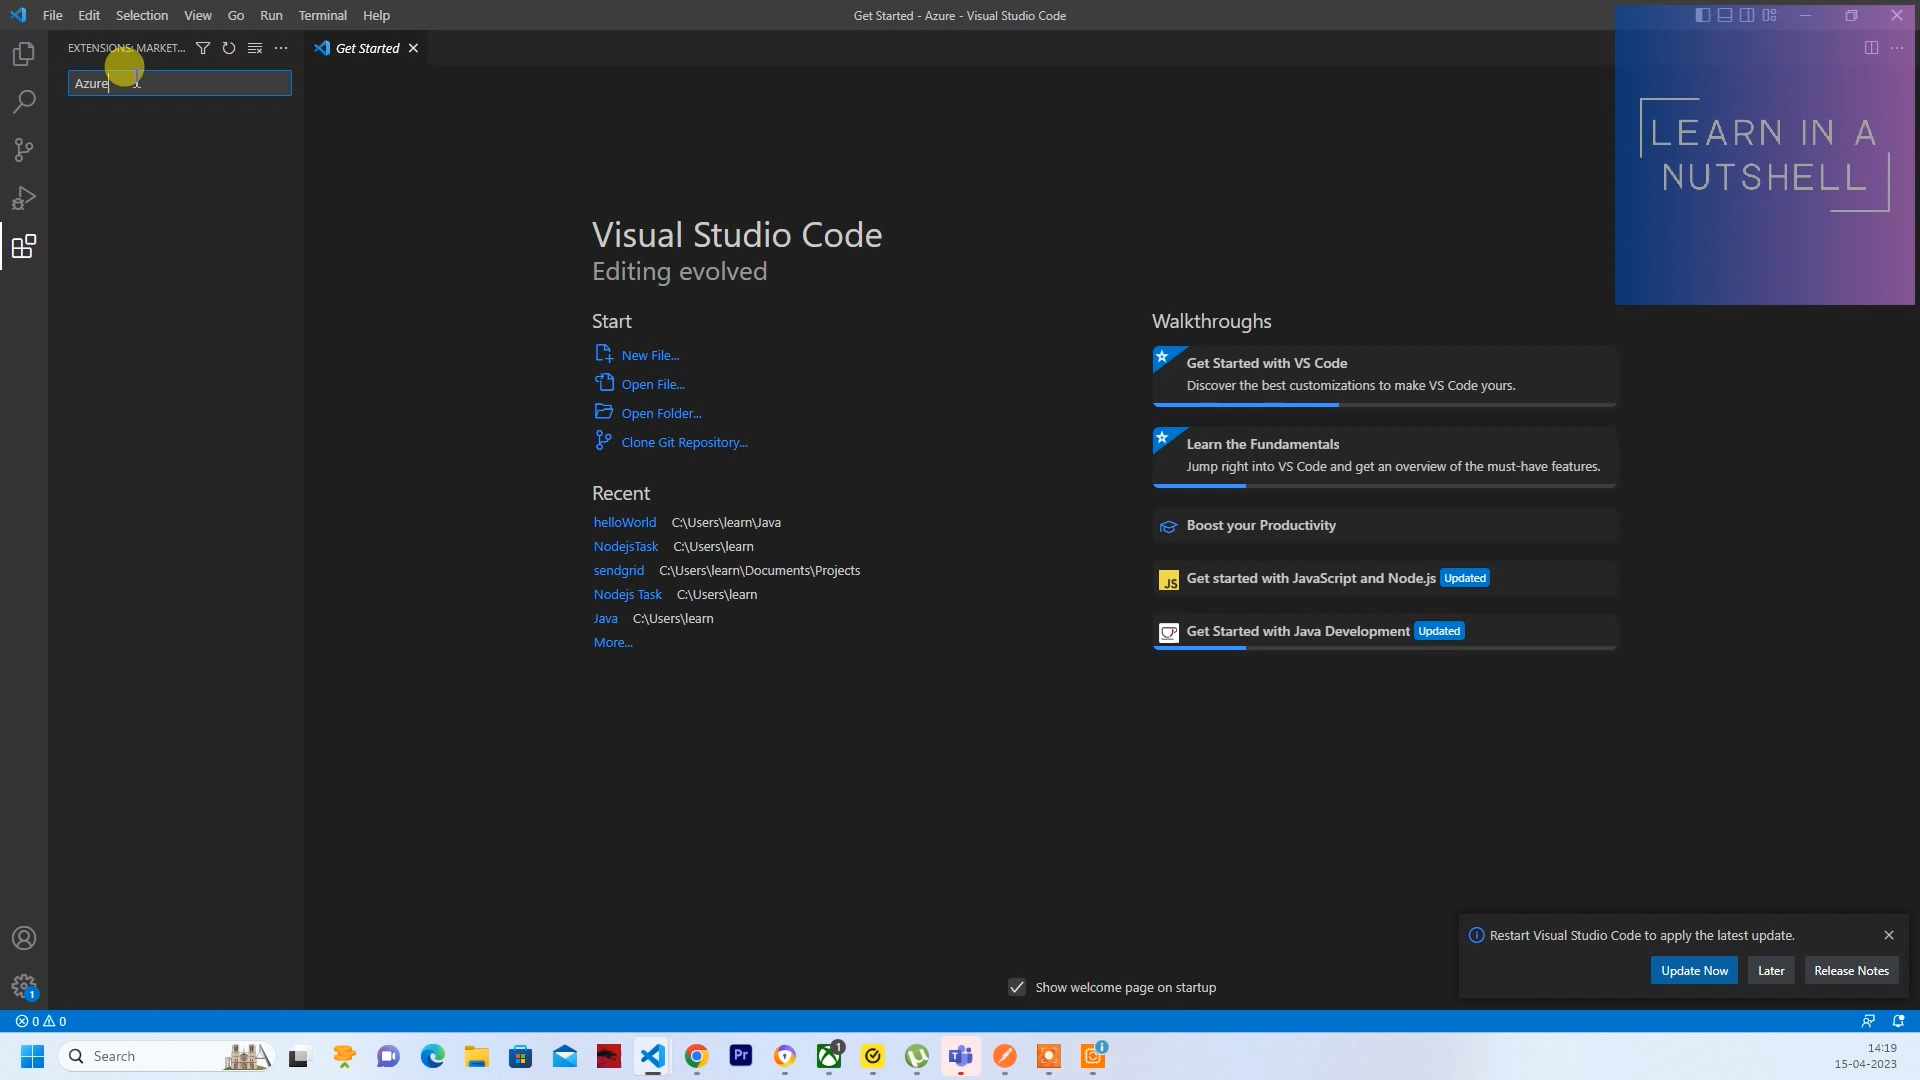 File Edit Selection View Go Run Terminal Help
Get Started - Azure - Visual Studio Code
EXTENSIONS: MARKET...
Get Started
Azure
LEARN IN A
NUTSHELL
Visual Studio Code
Editing evolved
Start
New File...
Open File...
Open Folder...
Clone Git Repository...
Recent
helloWorld C:\Users\learn\Java
NodejsTask C:\Users\learn
sendgrid C:\Users\learn\Documents\Projects
Nodejs Task C:\Users\learn
Java C:\Users\learn
More...
Walkthroughs
Get Started with VS Code
Discover the best customizations to make VS Code yours.
Learn the Fundamentals
Jump right into VS Code and get an overview of the must-have features.
Boost your Productivity
JS Get started with JavaScript and Node.js Updated
Get Started with Java Development Updated
Restart Visual Studio Code to apply the latest update.
Update Now Later Release Notes
Show welcome page on startup
1
0 0
Search
Pr
1
14:19
15-04-2023